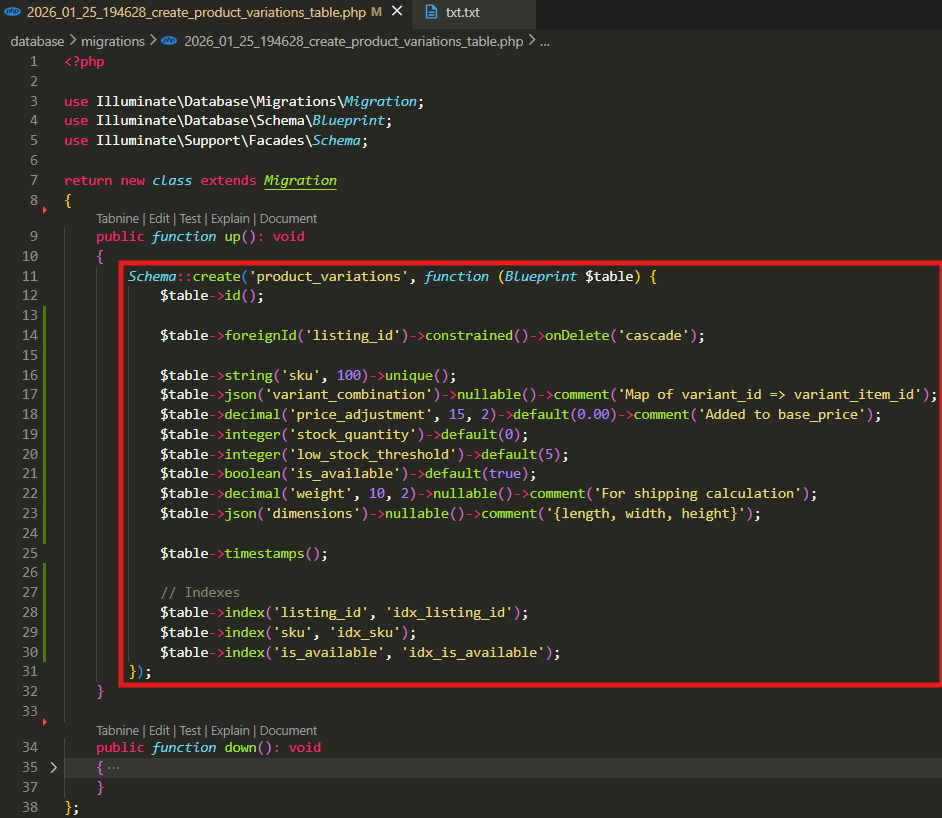 php 2026_01_25_194628_create_product_variations_table.php M ×
txt.txt
database > migrations > php 2026_01_25_194628_create_product_variations_table.php > ...
1 <?php
2
3 use Illuminate\Database\Migrations\Migration;
4 use Illuminate\Database\Schema\Blueprint;
5 use Illuminate\Support\Facades\Schema;
6
7 return new class extends Migration
8 {
Tabnine | Edit | Test | Explain | Document
9 public function up(): void
10 {
11 Schema::create('product_variations', function (Blueprint $table) {
12 $table->id();
13
14 $table->foreignId('listing_id')->constrained()->onDelete('cascade');
15
16 $table->string('sku', 100)->unique();
17 $table->json('variant_combination')->nullable()->comment('Map of variant_id => variant_item_id');
18 $table->decimal('price_adjustment', 15, 2)->default(0.00)->comment('Added to base_price');
19 $table->integer('stock_quantity')->default(0);
20 $table->integer('low_stock_threshold')->default(5);
21 $table->boolean('is_available')->default(true);
22 $table->decimal('weight', 10, 2)->nullable()->comment('For shipping calculation');
23 $table->json('dimensions')->nullable()->comment('{length, width, height}');
24
25 $table->timestamps();
26
27 // Indexes
28 $table->index('listing_id', 'idx_listing_id');
29 $table->index('sku', 'idx_sku');
30 $table->index('is_available', 'idx_is_available');
31 });
32 }
33
Tabnine | Edit | Test | Explain | Document
34 public function down(): void
35 > { ...
37 }
38 };